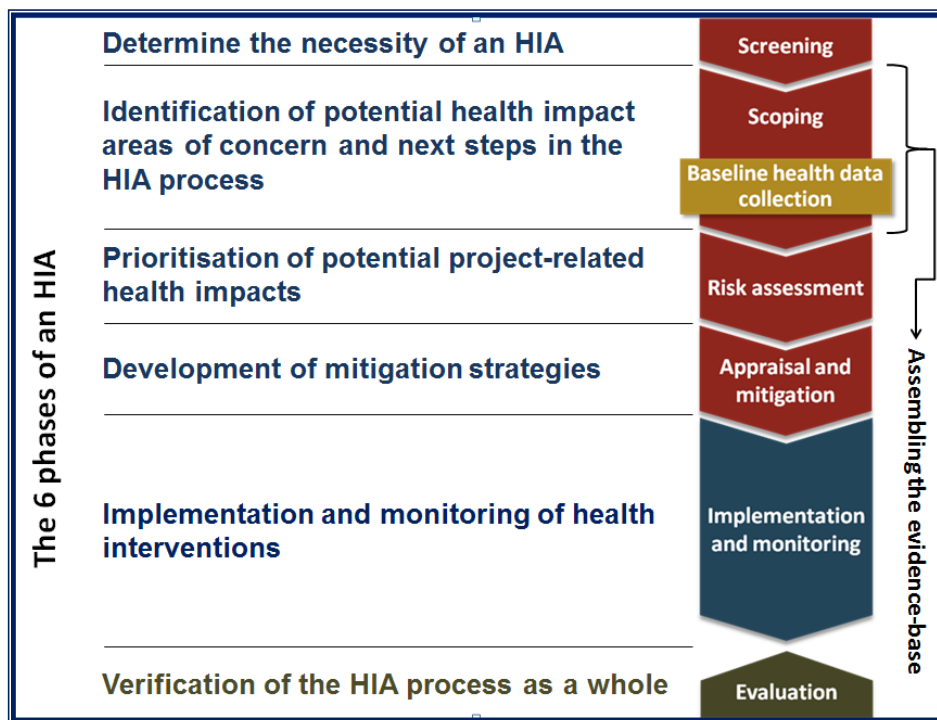 The 6 phases of an HIA
Determine the necessity of an HIA
Screening
Identification of potential health impact
areas of concern and next steps in the
HIA process
Scoping
Baseline health data
collection
Prioritisation of potential project-related
health impacts
Risk assessment
Development of mitigation strategies
Appraisal and
mitigation
Implementation and monitoring of health
interventions
Implementation
and monitoring
Verification of the HIA process as a whole
Evaluation
Assembling the evidence-base